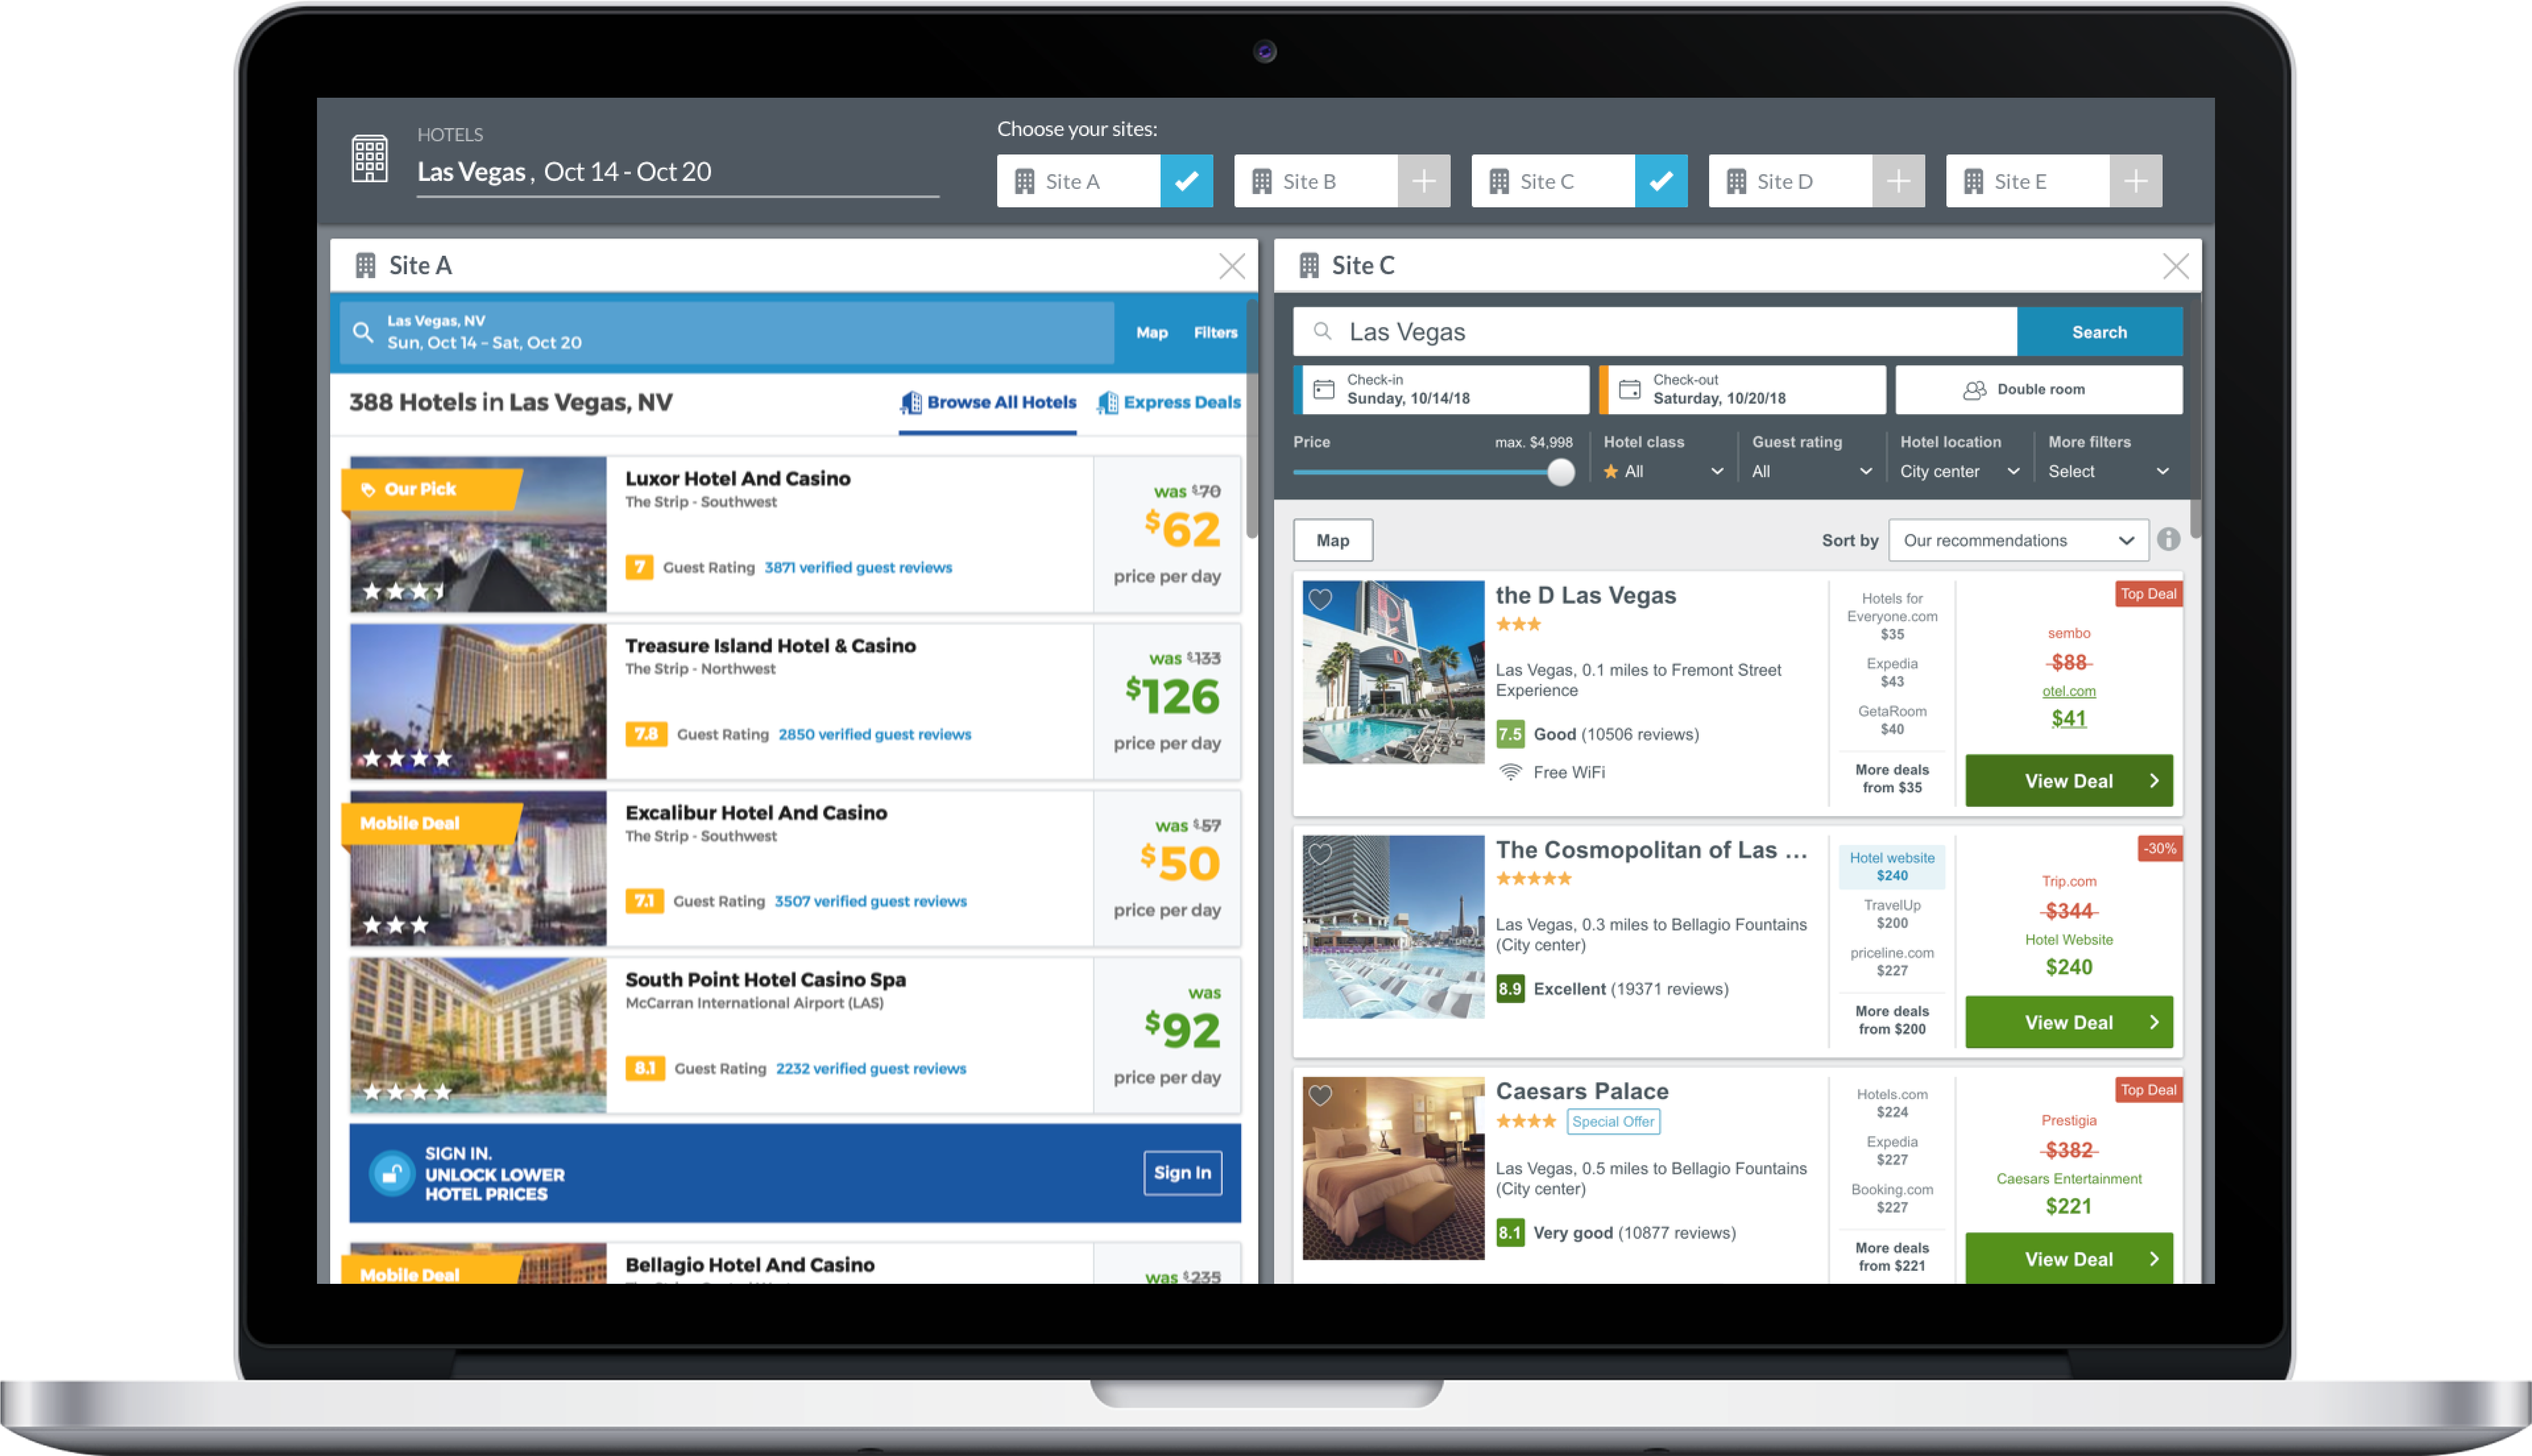 HOTELS
Las Vegas , Oct 14 - Oct 20
Choose your sites:
Site A
Site B
Site C
Site D
Site E
Site A
Las Vegas, NV
Sun, Oct 14 – Sat, Oct 20
Map
Filters
388 Hotels in Las Vegas, NV
Browse All Hotels
Express Deals
Our Pick
Luxor Hotel And Casino
The Strip - Southwest
7 Guest Rating 3871 verified guest reviews
was $70
$62
price per day
Treasure Island Hotel & Casino
The Strip - Northwest
7.8 Guest Rating 2850 verified guest reviews
was $133
$126
price per day
Mobile Deal
Excalibur Hotel And Casino
The Strip - Southwest
7.1 Guest Rating 3507 verified guest reviews
was $57
$50
price per day
South Point Hotel Casino Spa
McCarran International Airport (LAS)
8.1 Guest Rating 2232 verified guest reviews
was
$92
price per day
SIGN IN.
UNLOCK LOWER
HOTEL PRICES
Sign In
Mobile Deal
Bellagio Hotel And Casino
was $235
Site C
Las Vegas
Search
Check-in
Sunday, 10/14/18
Check-out
Saturday, 10/20/18
Double room
Price
max. $4,998
Hotel class
All
Guest rating
All
Hotel location
City center
More filters
Select
Map
Sort by
Our recommendations
the D Las Vegas
Las Vegas, 0.1 miles to Fremont Street
Experience
7.5 Good (10506 reviews)
Free WiFi
Hotels for
Everyone.com
$35
Expedia
$43
GetaRoom
$40
More deals
from $35
Top Deal
sembo
$88
otel.com
$41
View Deal
The Cosmopolitan of Las ...
Las Vegas, 0.3 miles to Bellagio Fountains
(City center)
8.9 Excellent (19371 reviews)
Hotel website
$240
TravelUp
$200
priceline.com
$227
More deals
from $200
-30%
Trip.com
$344
Hotel Website
$240
View Deal
Caesars Palace
Special Offer
Las Vegas, 0.5 miles to Bellagio Fountains
(City center)
8.1 Very good (10877 reviews)
Hotels.com
$224
Expedia
$227
Booking.com
$227
More deals
from $221
Top Deal
Prestigia
$382
Caesars Entertainment
$221
View Deal